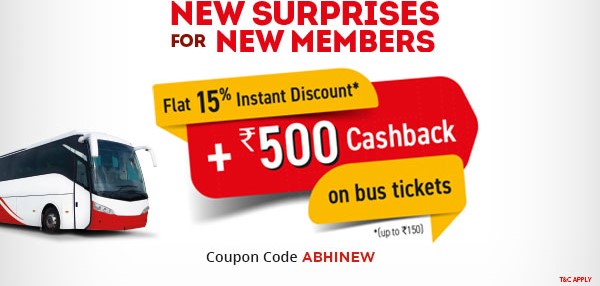 NEW SURPRISES
FOR NEW MEMBERS
Flat 15% Instant Discount*
+ ₹500 Cashback
on bus tickets
*(up to ₹150)
Coupon Code ABHINEW
T&C APPLY